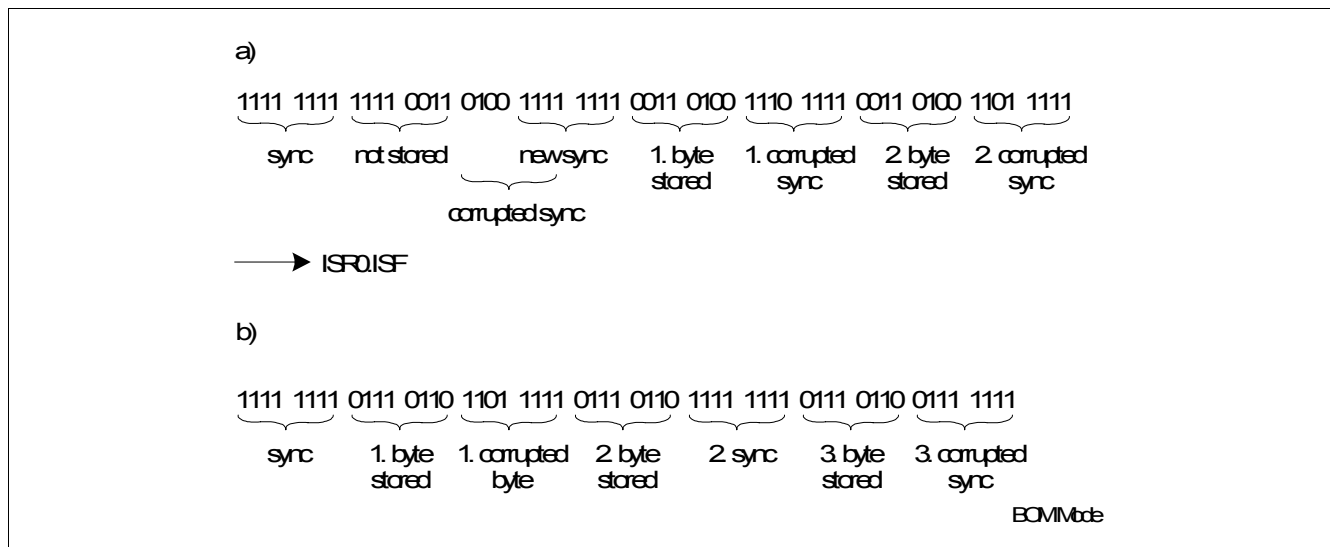 a)
1111 1111 1111 0011 0100 1111 1111 0011 0100 1110 1111 0011 0100 1101 1111
sync not stored new sync 1. byte 1. corrupted 2. byte 2. corrupted
stored sync stored sync
corrupted sync
ISR0.ISF
b)
1111 1111 0111 0110 1101 1111 0111 0110 1111 1111 0111 0110 0111 1111
sync 1. byte 1. corrupted 2. byte 2. sync 3. byte 3. corrupted
stored byte stored stored sync
BOM Mode